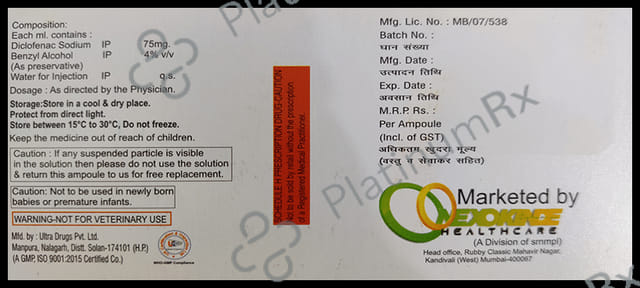 Composition:
Each ml. contains :
Diclofenac Sodium IP 75mg.
Benzyl Alcohol IP 4% v/v
(As preservative)
Water for Injection IP q.s.
Dosage : As directed by the Physician.
Storage:Store in a cool & dry place.
Protect from direct light.
Store between 15°C to 30°C, Do not freeze.
Keep the medicine out of reach of children.
Caution : If any suspended particle is visible
in the solution then please do not use the solution
& return this ampoule to us for free replacement.
Caution: Not to be used in newly born
babies or premature infants.
WARNING-NOT FOR VETERINARY USE
Mfd. by : Ultra Drugs Pvt. Ltd.
Manpura, Nalagarh, Distt. Solan-174101 (H.P.)
(A GMP, ISO 9001:2015 Certified Co.)
WHO-GMP Compliance
SCHEDULE H PRESCRIPTION DRUG-CAUTION
Not to be sold by retail without the prescription
of a Registered Medical Practitioner.
Mfg. Lic. No. : MB/07/538
Batch No. :
घान संख्या
Mfg. Date :
उत्पादन तिथि
Exp. Date :
अवसान तिथि
M.R.P. Rs. :
Per Ampoule
(Incl. of GST)
अधिकतम खुदरा मूल्य
(वस्तु व सेवाकर सहित)
Marketed by
HEALTHCARE
(A Division of smmpl)
Head office, Rubby Classic Mahavir Nagar,
Kandivali (West) Mumbai-400067
PlatinumRx